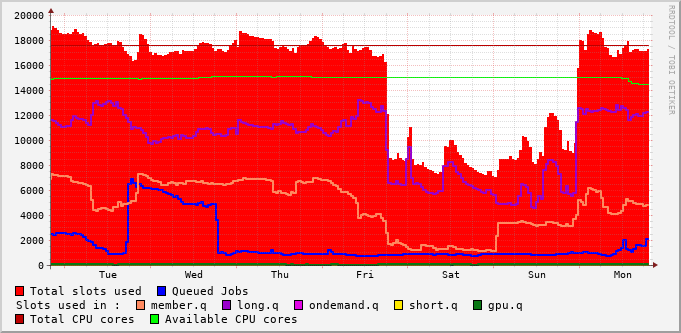 20000
18000
16000
14000
12000
10000
8000
6000
4000
2000
0
Tue Wed Thu Fri Sat Sun Mon
RRDTOOL / TOBI OETIKER
Total slots used Queued Jobs
Slots used in : member.q long.q ondemand.q short.q gpu.q
Total CPU cores Available CPU cores